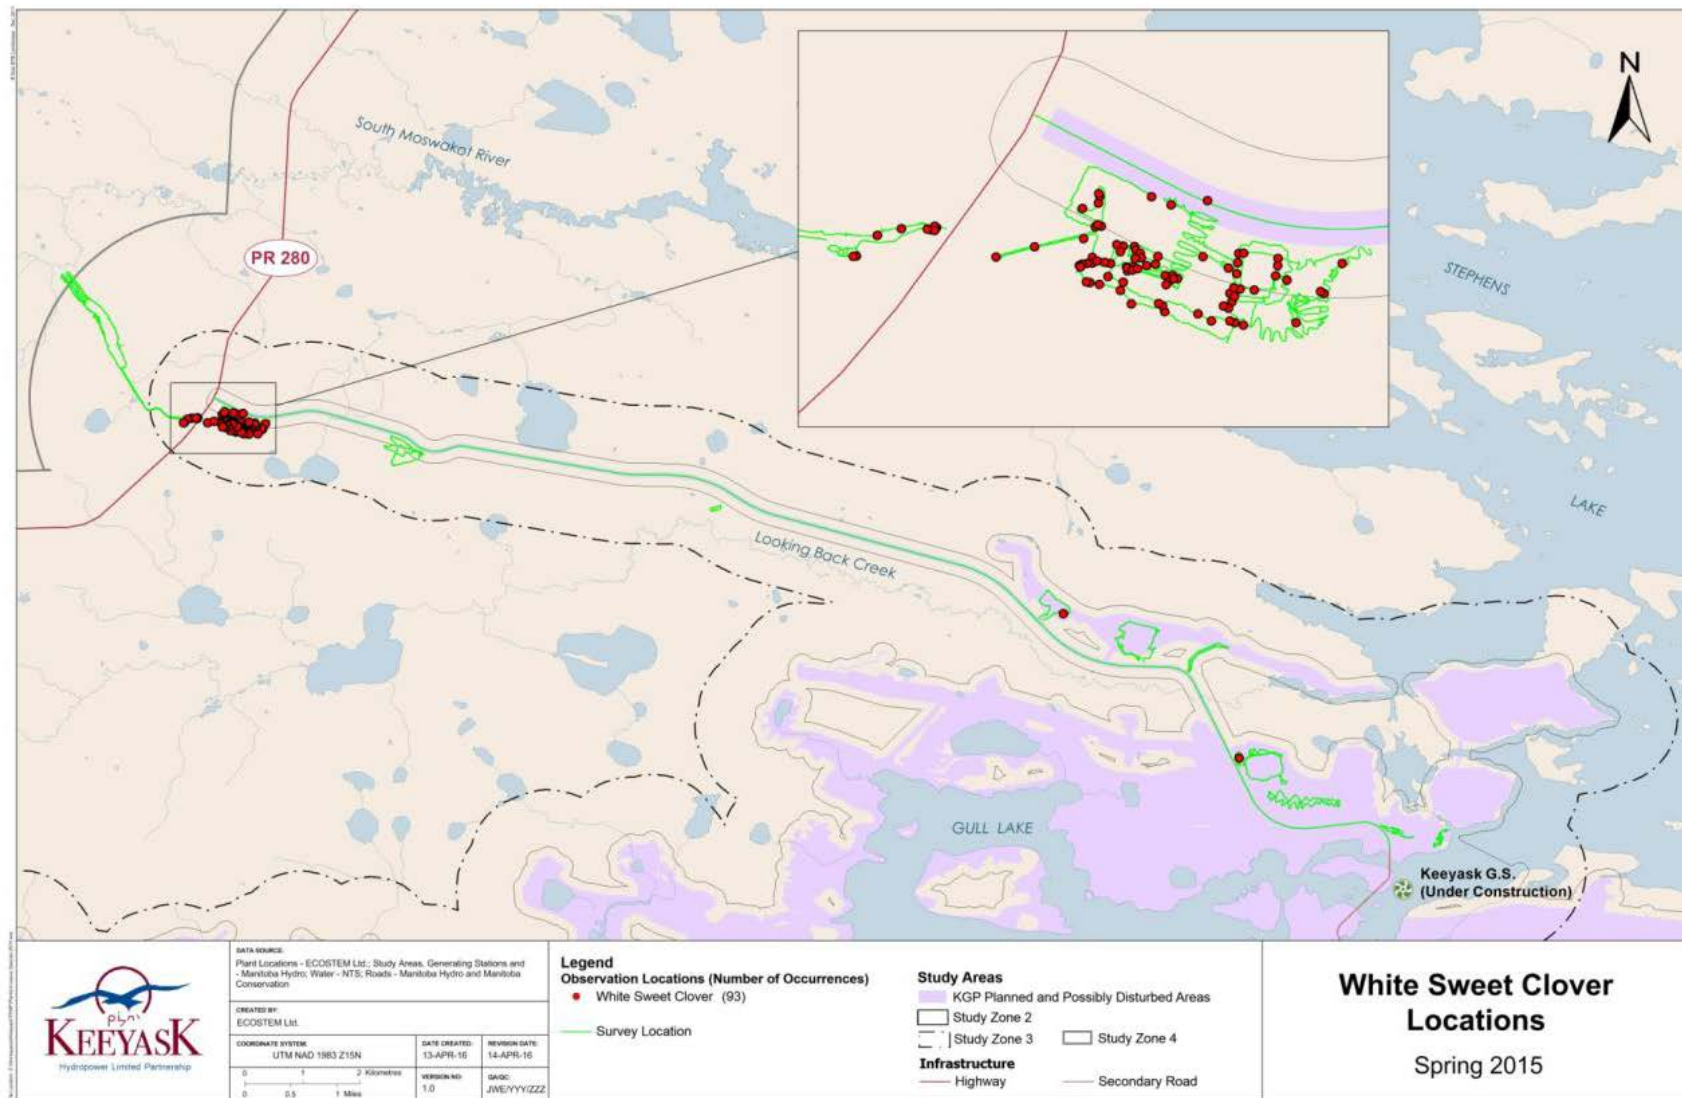 South Moswakot River
N
PR 280
STEPHENS
LAKE
Looking Back Creek
GULL LAKE
Keeyask G.S.
(Under Construction)
KEEYASK
Hydropower Limited Partnership
DATA SOURCE:
Plant Locations - ECOSTEM Ltd.; Study Areas, Generating Stations and
- Manitoba Hydro; Water - NTS; Roads - Manitoba Hydro and Manitoba
Conservation
CREATED BY:
ECOSTEM Ltd.
COORDINATE SYSTEM:
UTM NAD 1983 Z15N
DATE CREATED:
13-APR-16
REVISION DATE:
14-APR-16
0 1 2 Kilometres
0 0.5 1 Miles
VERSION NO:
1.0
QA/QC:
JWE/YYY/ZZZ
Legend
Observation Locations (Number of Occurrences)
White Sweet Clover (93)
Survey Location
Study Areas
KGP Planned and Possibly Disturbed Areas
Study Zone 2
Study Zone 3
Study Zone 4
Infrastructure
Highway
Secondary Road
White Sweet Clover
Locations
Spring 2015